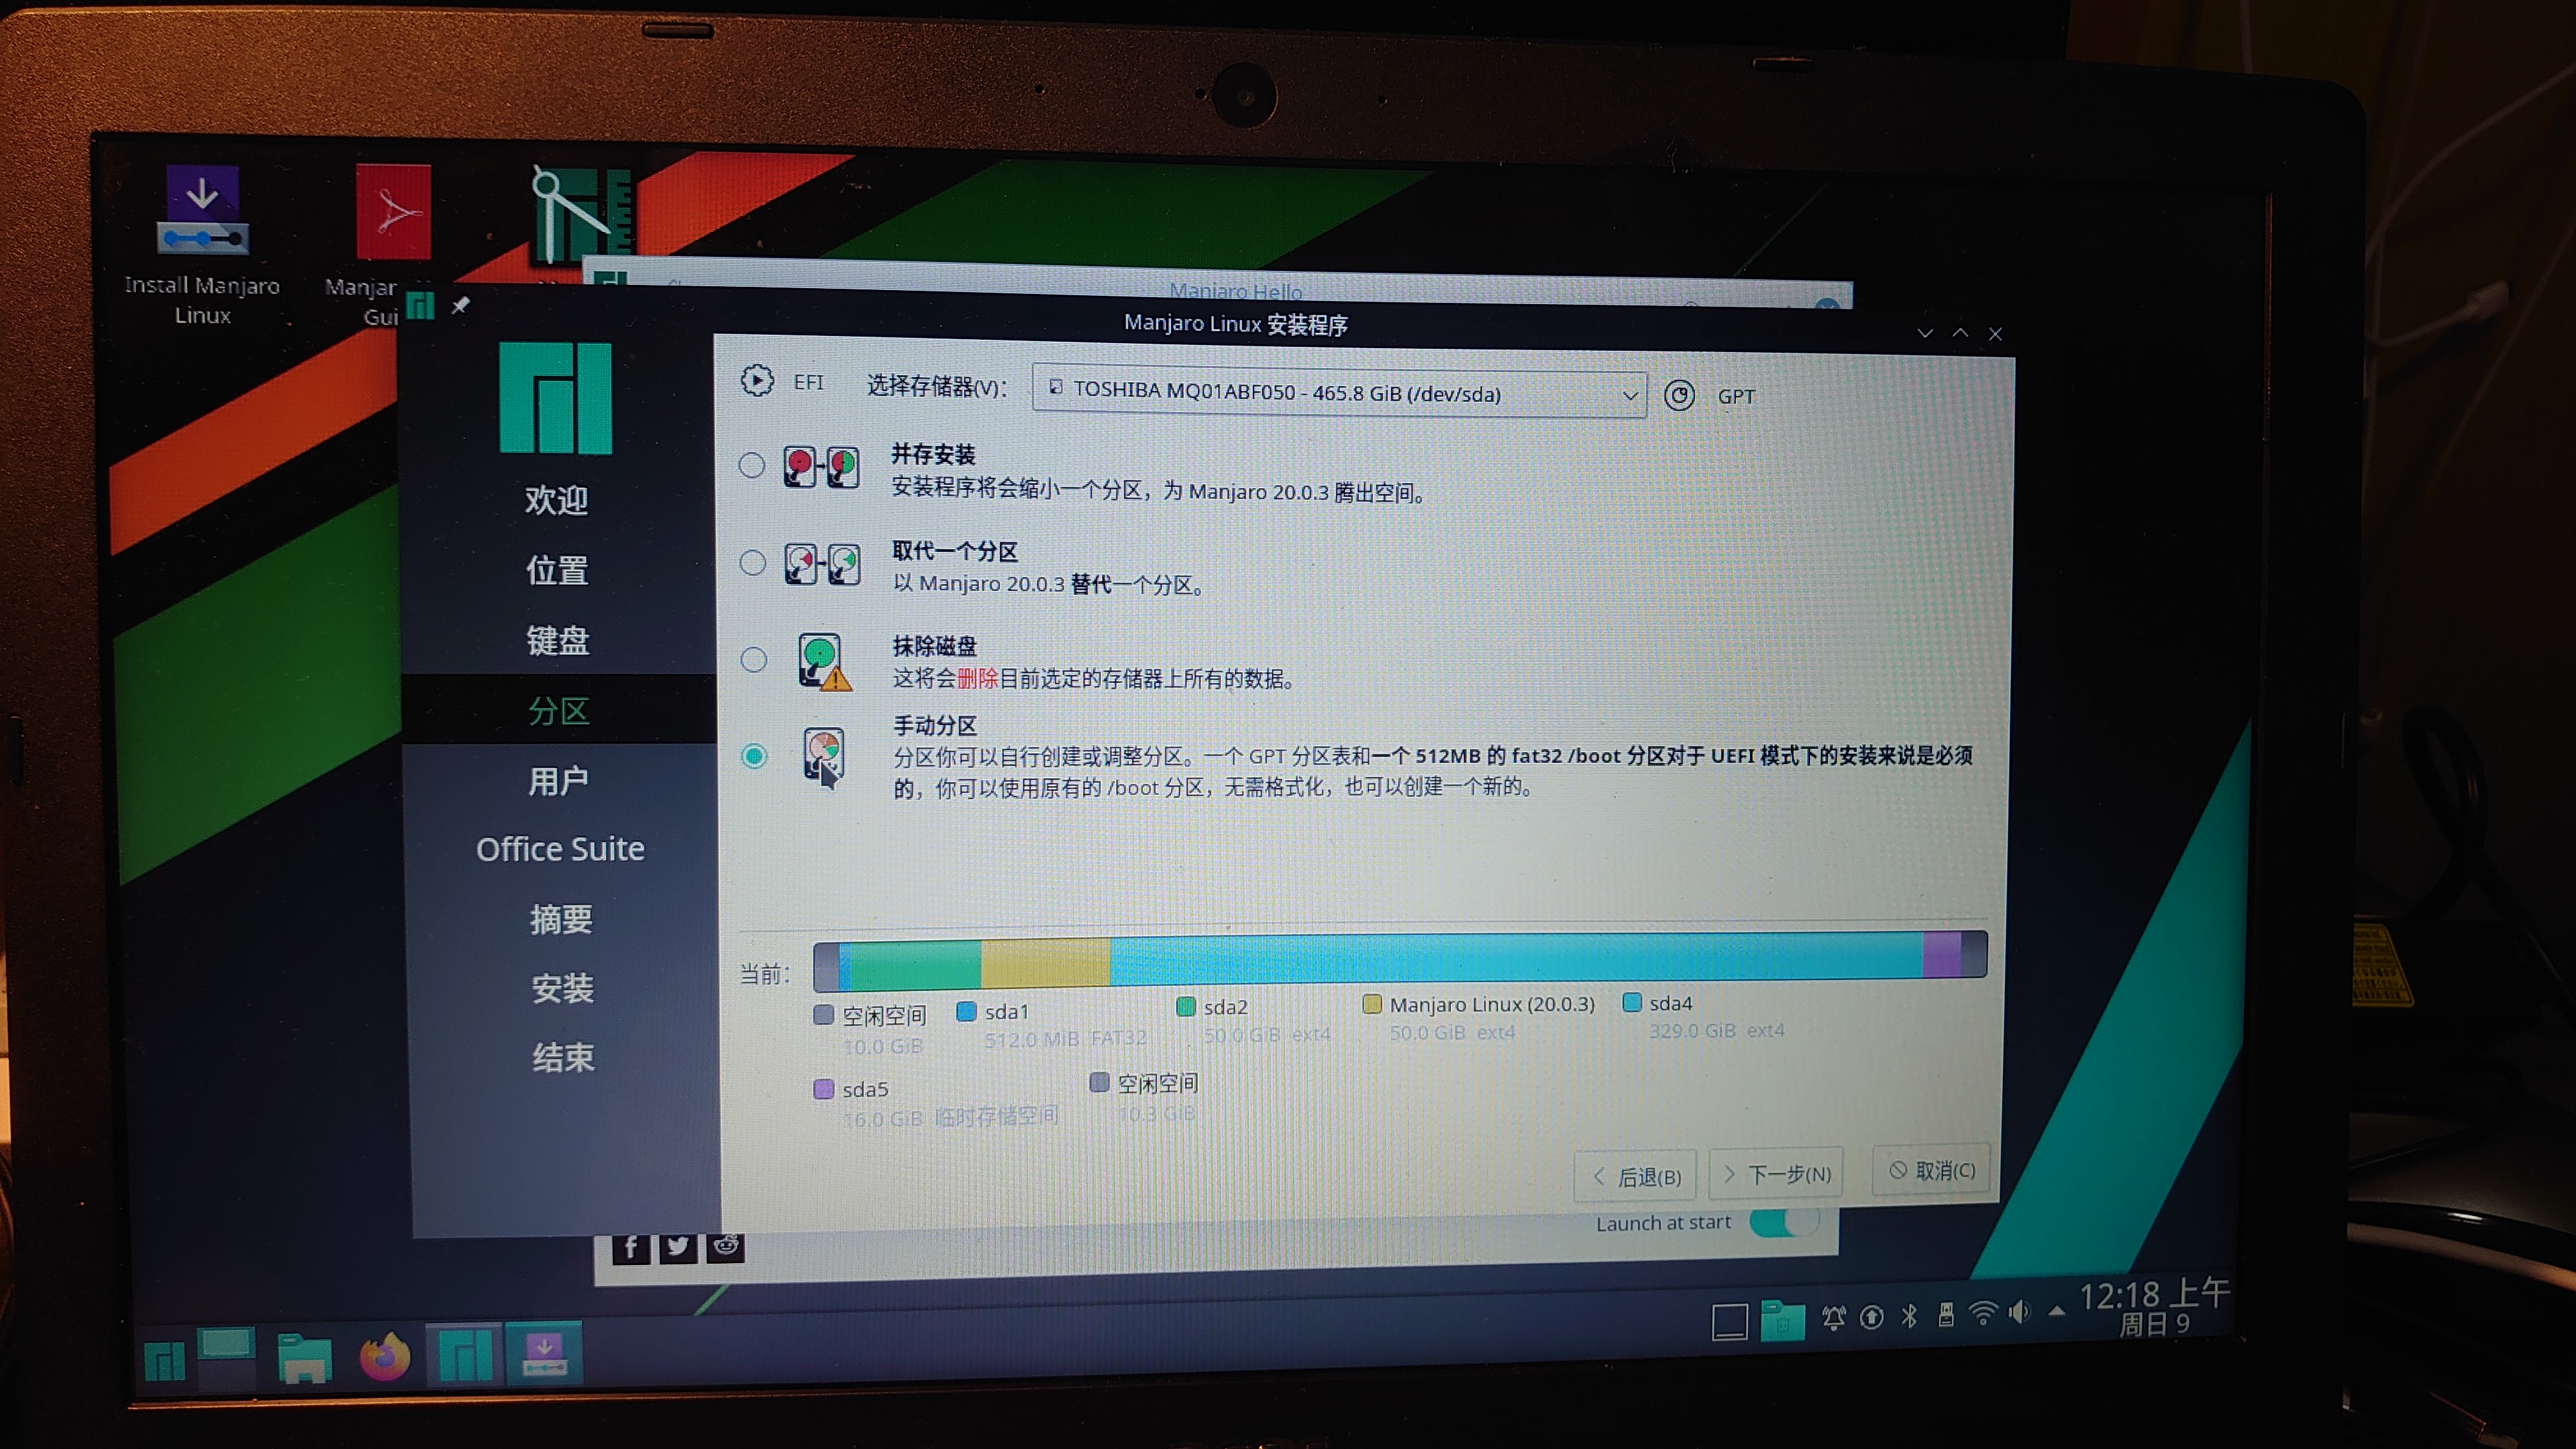 Install Manjaro
Linux
Manjar
Gui
Manjaro Hello
Manjaro Linux 安装程序
EFI
选择存储器(V)：
TOSHIBA MQ01ABF050 - 465.8 GiB (/dev/sda)
GPT
欢迎
位置
键盘
分区
用户
Office Suite
摘要
安装
结束
并存安装
安装程序将会缩小一个分区，为 Manjaro 20.0.3 腾出空间。
取代一个分区
以 Manjaro 20.0.3 替代一个分区。
抹除磁盘
这将会删除目前选定的存储器上所有的数据。
手动分区
分区你可以自行创建或调整分区。一个 GPT 分区表和一个 512MB 的 fat32 /boot 分区对于 UEFI 模式下的安装来说是必须
的，你可以使用原有的 /boot 分区，无需格式化，也可以创建一个新的。
当前：
空闲空间
10.0 GiB
sda1
512.0 MiB FAT32
sda2
50.0 GiB ext4
Manjaro Linux (20.0.3)
50.0 GiB ext4
sda4
329.0 GiB ext4
sda5
16.0 GiB 临时存储空间
空闲空间
10.3 GiB
后退(B)
下一步(N)
取消(C)
Launch at start
12:18 上午
周日 9